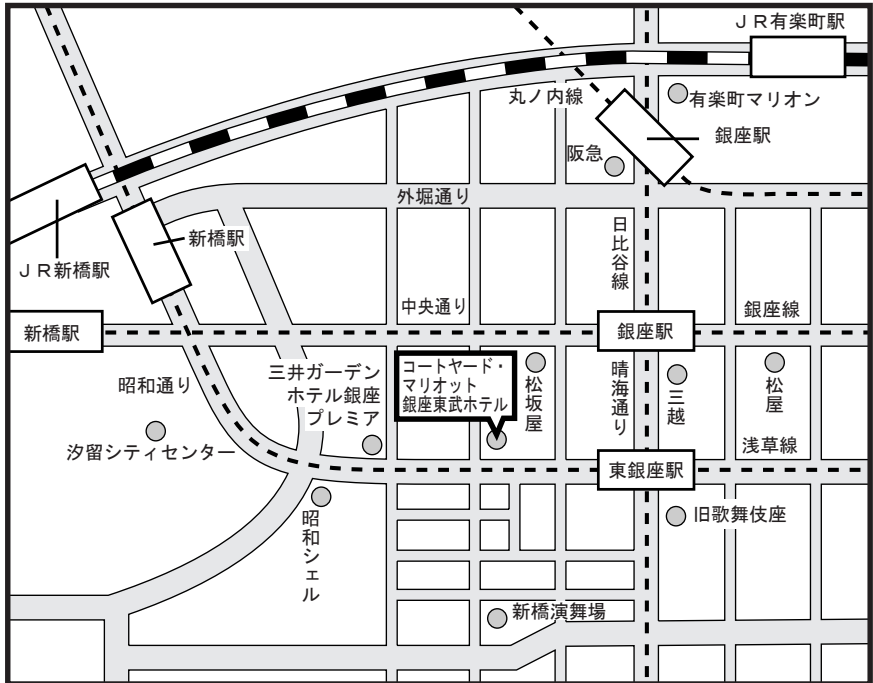 ＪＲ有楽町駅
丸ノ内線
有楽町マリオン
銀座駅
阪急
外堀通り
新橋駅
ＪＲ新橋駅
日比谷線
中央通り
銀座線
新橋駅
銀座駅
昭和通り
三井ガーデン
ホテル銀座
プレミア
コートヤード・
マリオット
銀座東武ホテル
松坂屋
晴海通り
三越
松屋
汐留シティセンター
浅草線
東銀座駅
昭和シェル
旧歌舞伎座
新橋演舞場